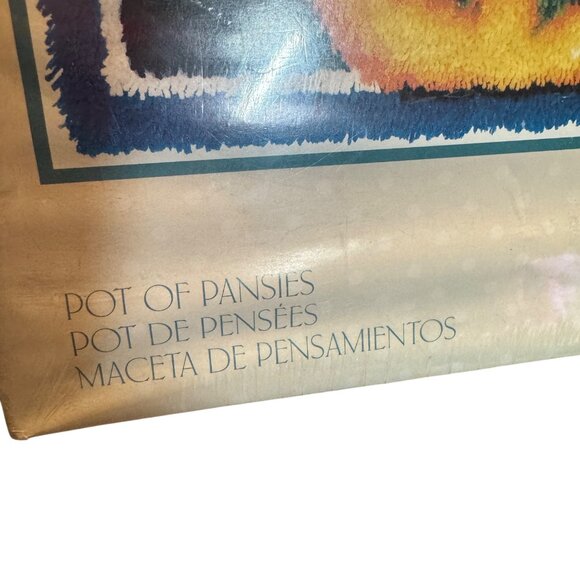 POT OF PANSIES
POT DE PENSÉES
MACETA DE PENSAMIENTOS